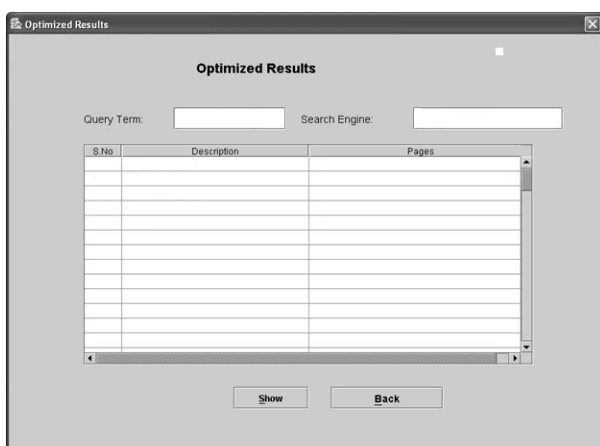 Optimized Results
Optimized Results
Query Term: Search Engine:
S.No Description Pages
Show Back